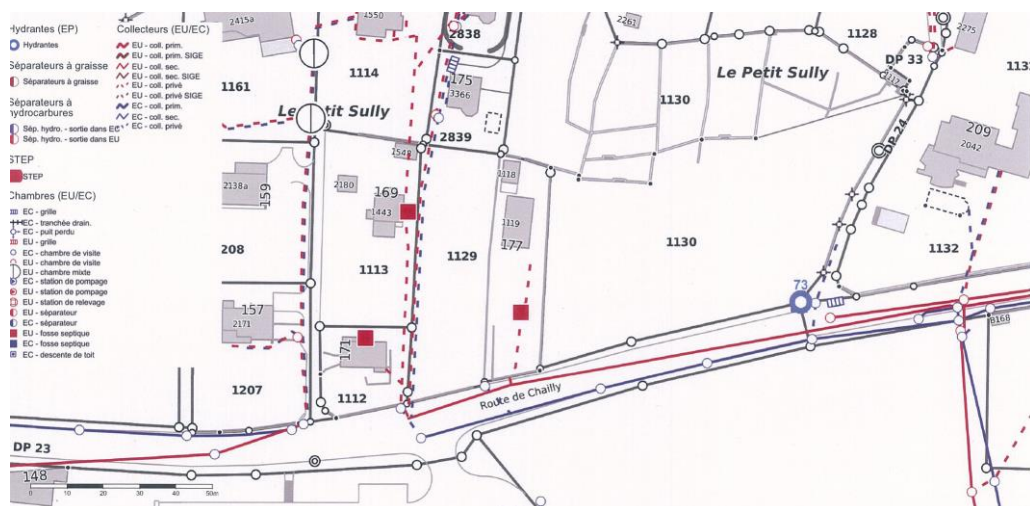 Hydrantes (EP)
Hydrantes
Séparateurs à graisse
Séparateurs à graisse
Séparateurs à
hydrocarbures
Sép. hydro. - sortie dans EC
Sép. hydro. - sortie dans EU
STEP
STEP
Chambres (EU/EC)
EC - grille
EC - tranchée drain.
EC - puit perdu
EU - grille
EC - chambre de visite
EU - chambre de visite
EU - chambre mixte
EC - station de pompage
EU - station de pompage
EU - station de relevage
EU - séparateur
EC - séparateur
EU - fosse septique
EC - fosse septique
EC - descente de toit
Collecteurs (EU/EC)
EU - coll. prim.
EU - coll. prim. SIGE
EU - coll. sec.
EU - coll. sec. SIGE
EU - coll. privé
EU - coll. privé SIGE
EC - coll. prim.
EC - coll. sec.
EC - coll. privé
2415a
1550
2838
2261
1128
2275
DP 33
1161
1114
175
3366
Le Petit Sully
1130
1132
Le Petit Sully
2839
DP 24
209
2042
2138a
159
2180
169
1443
1118
1119
177
208
1113
1129
1130
1132
73
157
2171
171
8168
1207
1112
Route de Chailly
DP 23
148
0 10 20 30 40 50m